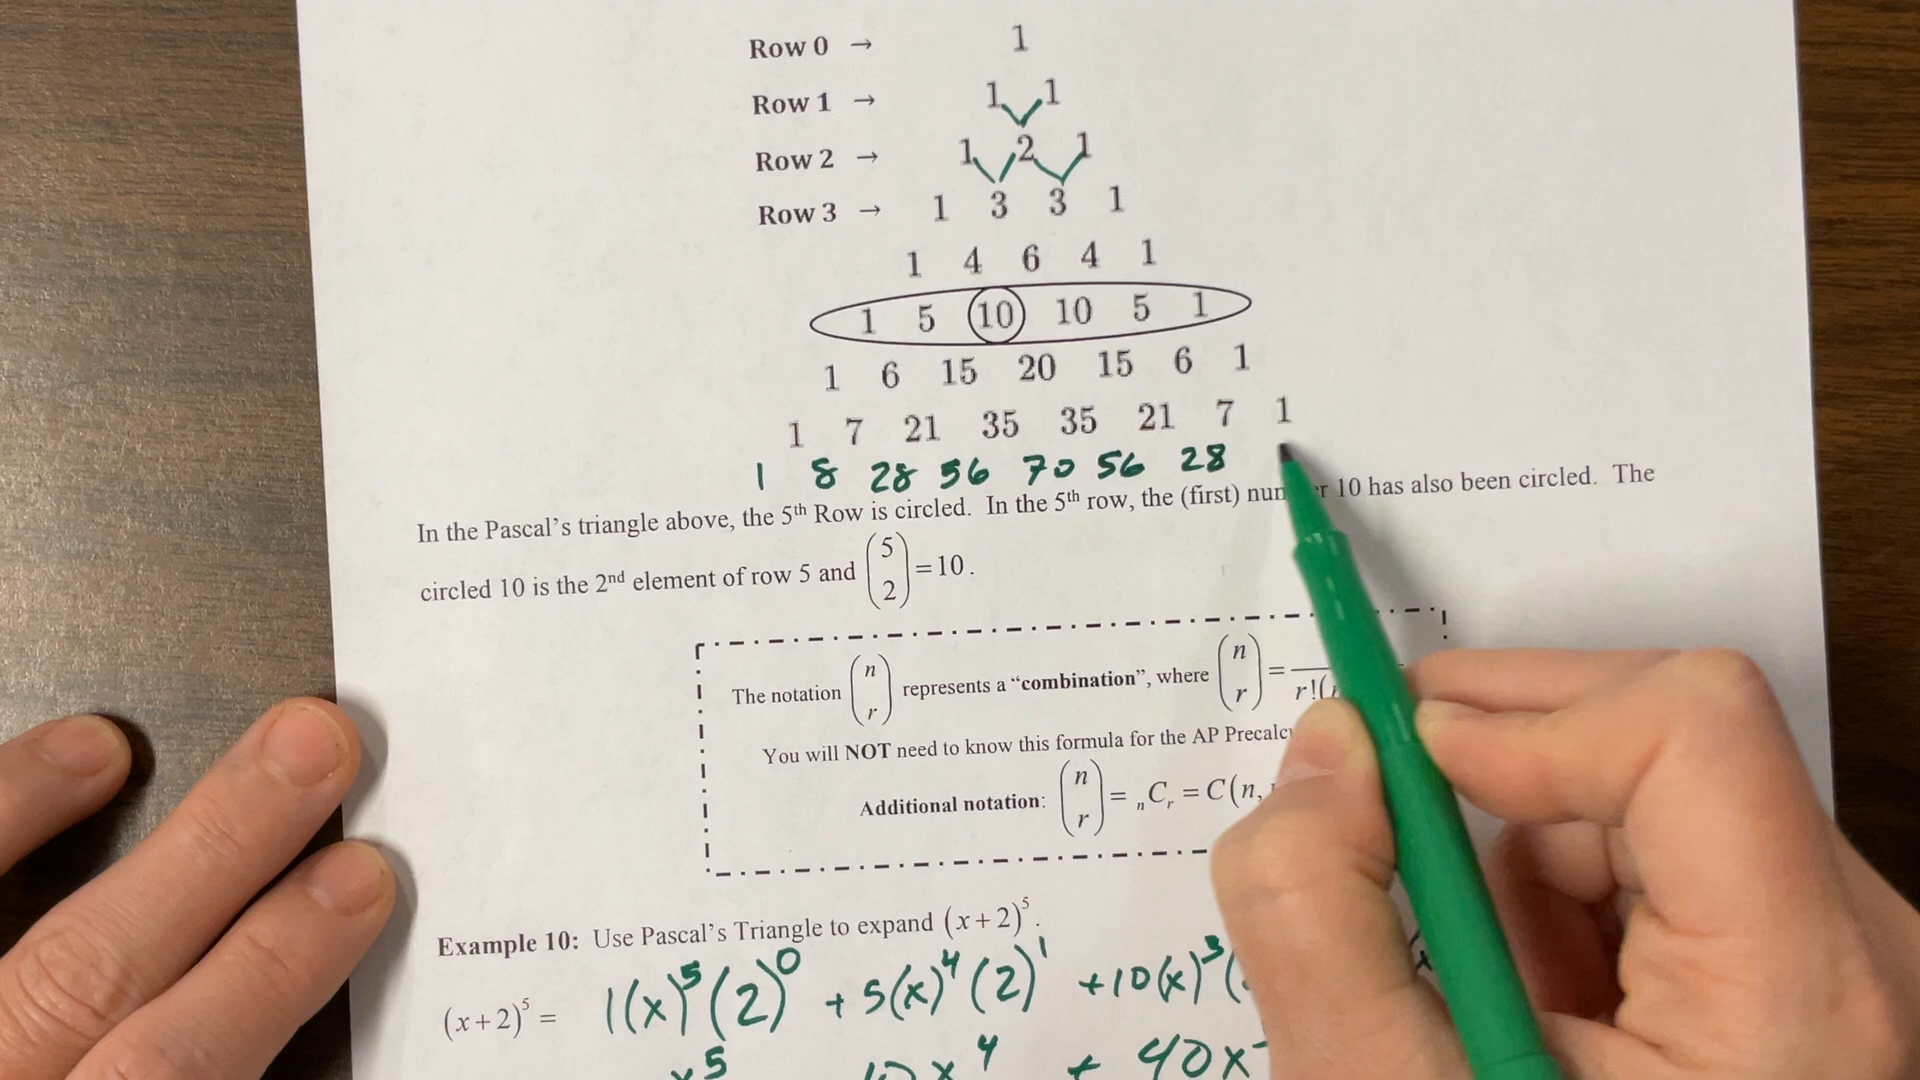 Row 0 → 1
Row 1 → 1 1
Row 2 → 1 2 1
Row 3 → 1 3 3 1
1 4 6 4 1
1 5 10 10 5 1
1 6 15 20 15 6 1
1 7 21 35 35 21 7 1
1 8 28 56 70 56 28
In the Pascal's triangle above, the 5th Row is circled. In the 5th row, the (first) 10 has also been circled. The
circled 10 is the 2nd element of row 5 and (5 2) = 10.
The notation (n r) represents a "combination", where (n r) = r!(
You will NOT need to know this formula for the AP
Additional notation: (n r) = nCr = C(n,
Example 10: Use Pascal's Triangle to expand (x+2)^5.
(x+2)^5 = 1(x)^5(2)^0 + 5(x)^4(2)^1 +10(x)^3(
x^5 10x^4 + 40x